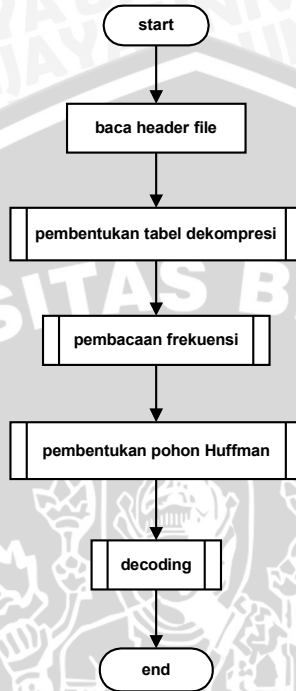 start
baca header file
pembentukan tabel dekompresi
pembacaan frekuensi
pembentukan pohon Huffman
decoding
end